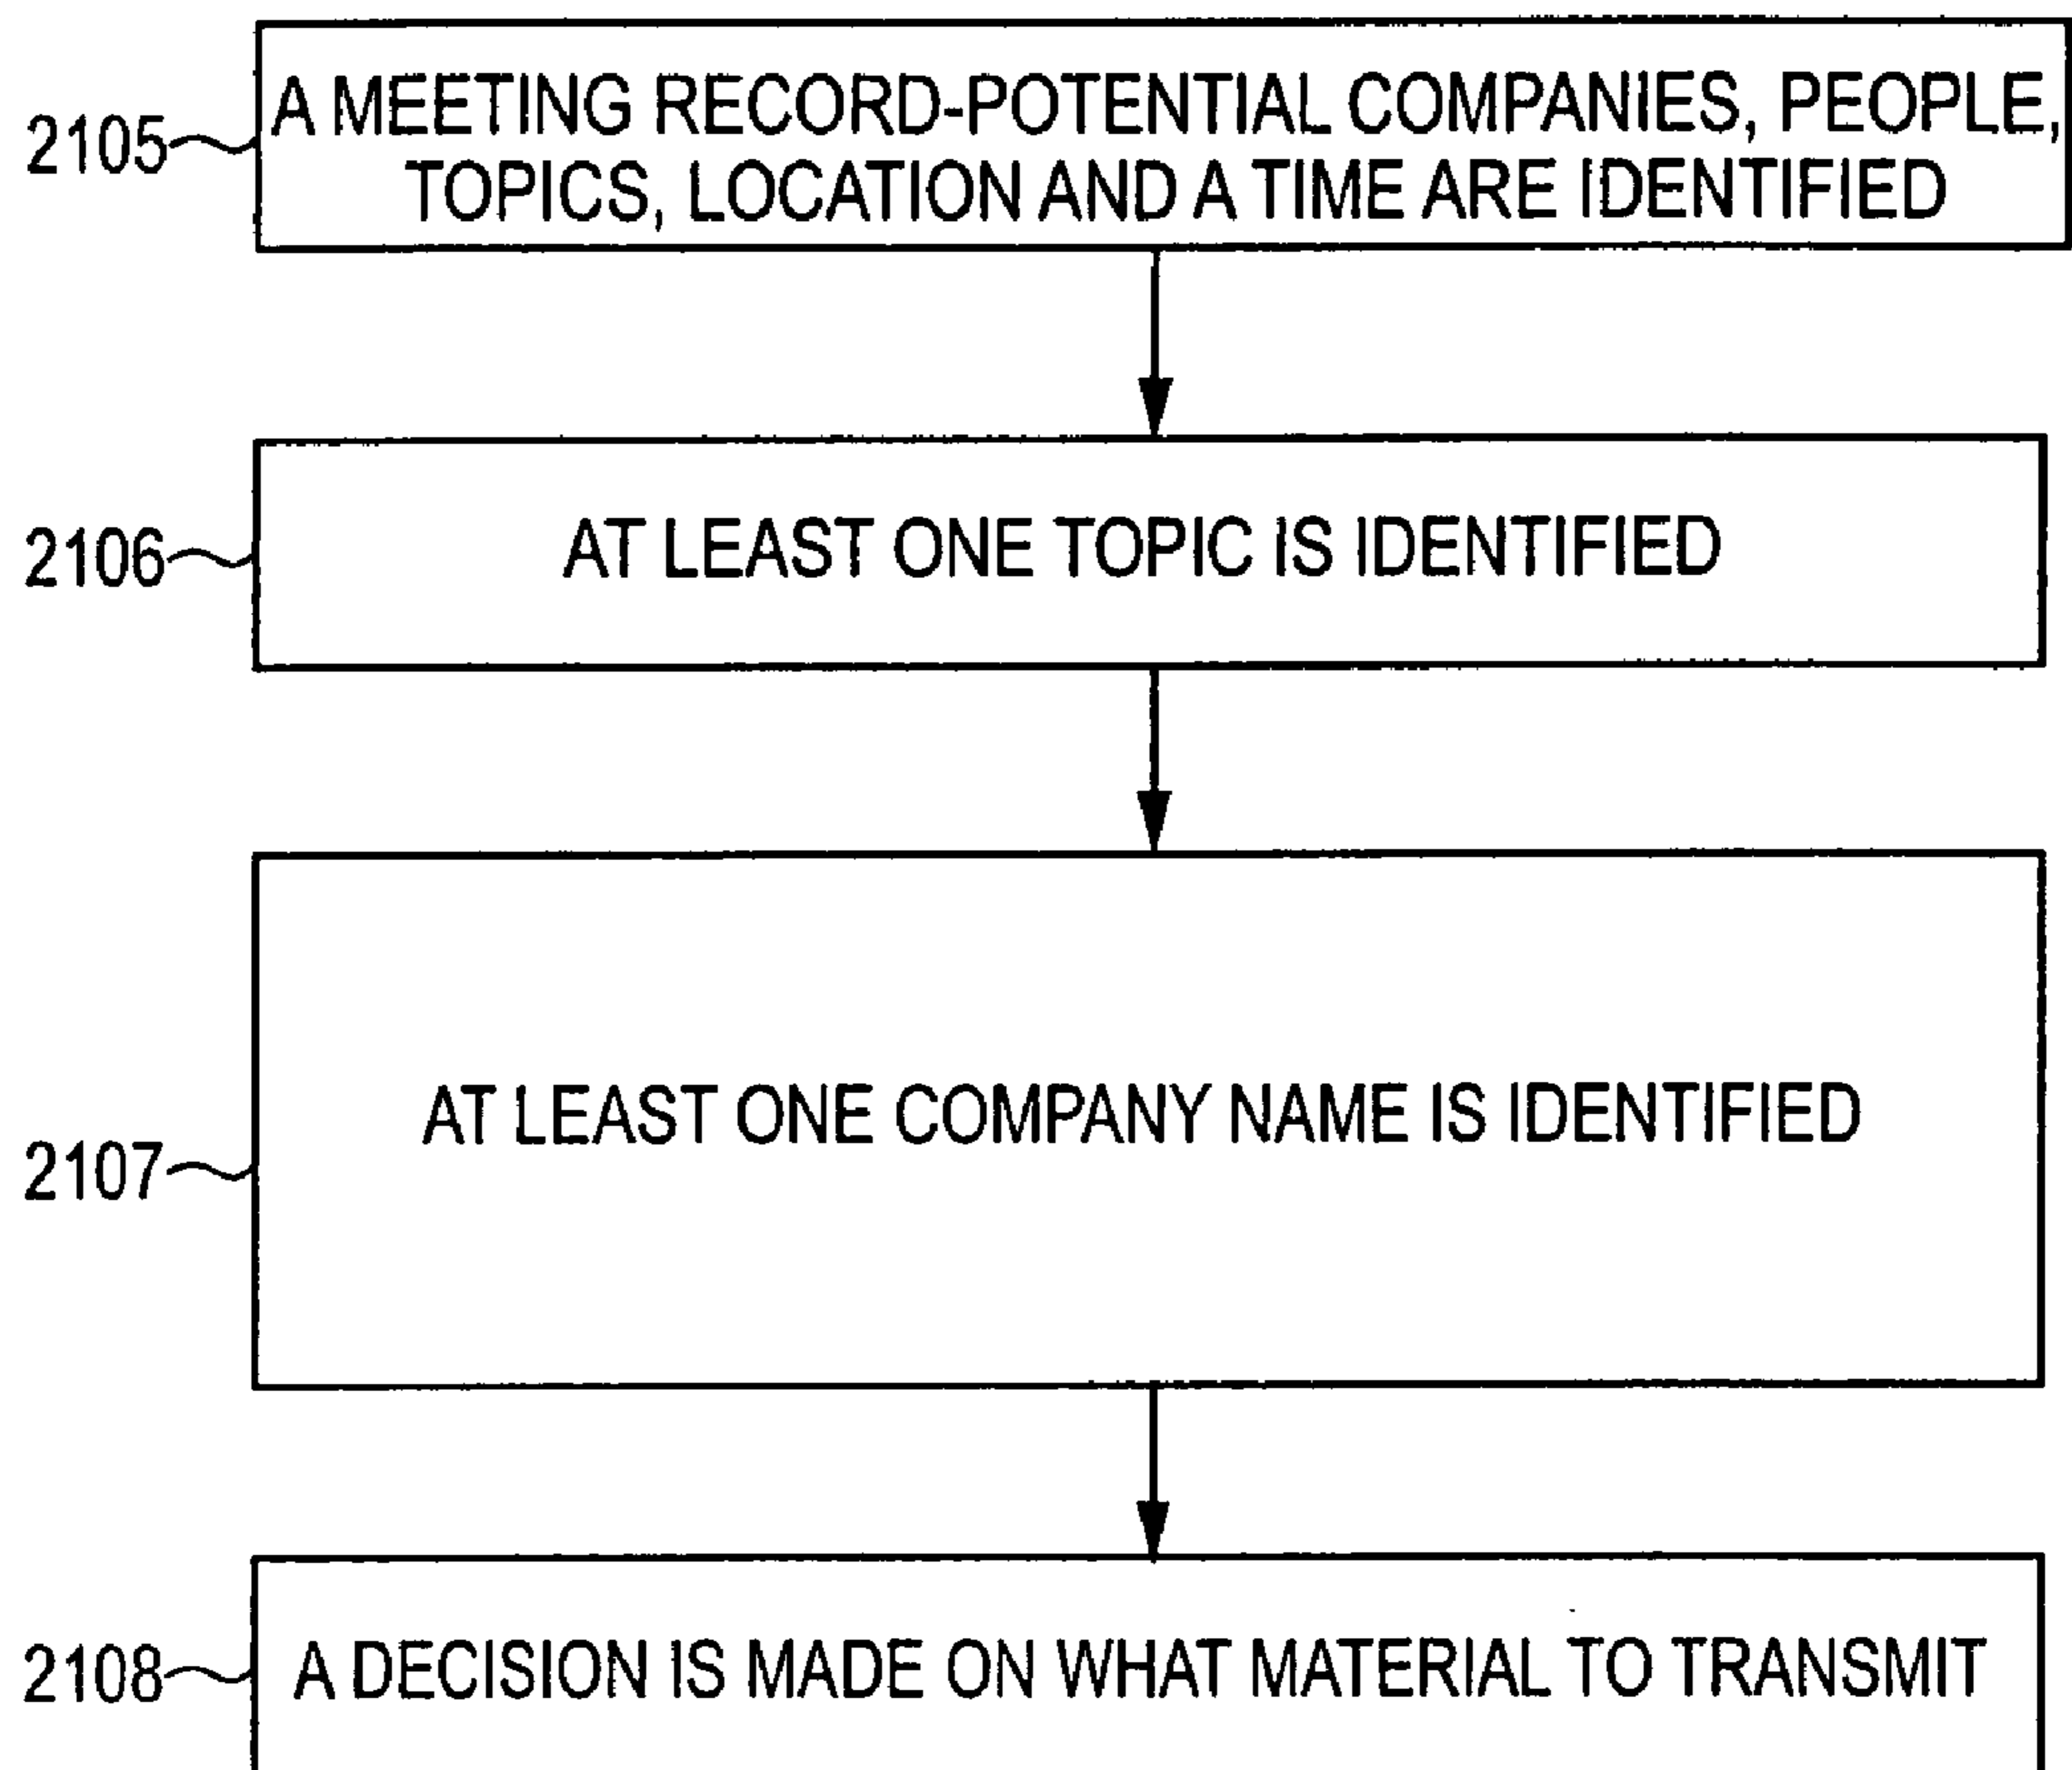 2105
A MEETING RECORD-POTENTIAL COMPANIES, PEOPLE,
TOPICS, LOCATION AND A TIME ARE IDENTIFIED
2106
AT LEAST ONE TOPIC IS IDENTIFIED
2107
AT LEAST ONE COMPANY NAME IS IDENTIFIED
2108
A DECISION IS MADE ON WHAT MATERIAL TO TRANSMIT